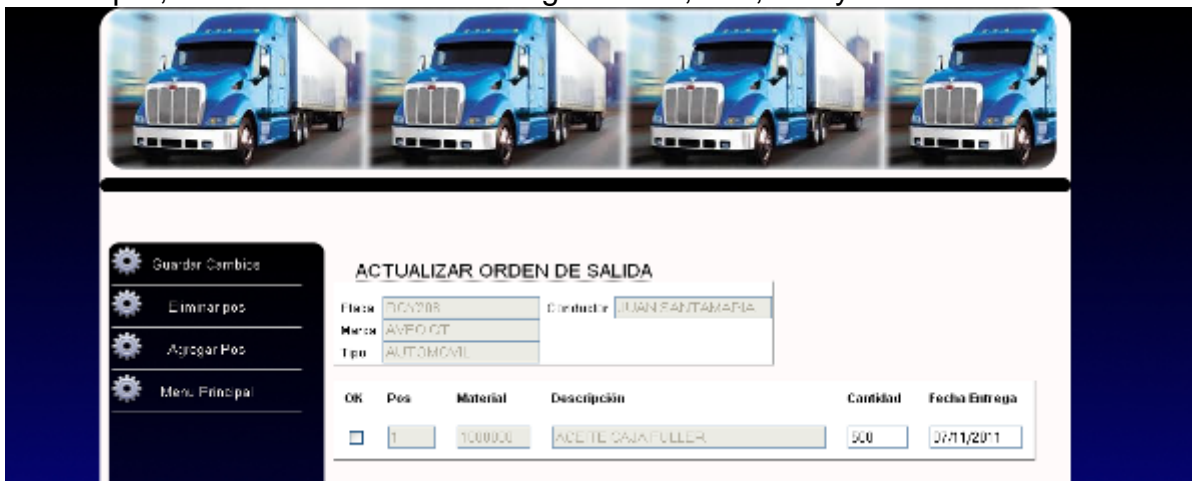 Guardar Cambios
Eliminar pos
Agregar Pos
Menu Principal
ACTUALIZAR ORDEN DE SALIDA
Placa Conductor JUAN SANTAMARIA
Marca AVEO GT
Tipo AUTOMOVIL
OK Pos Material Descripción Cantidad Fecha Entrega
1 1000000 ACEITE CAJA FULLER 500 07/11/2011